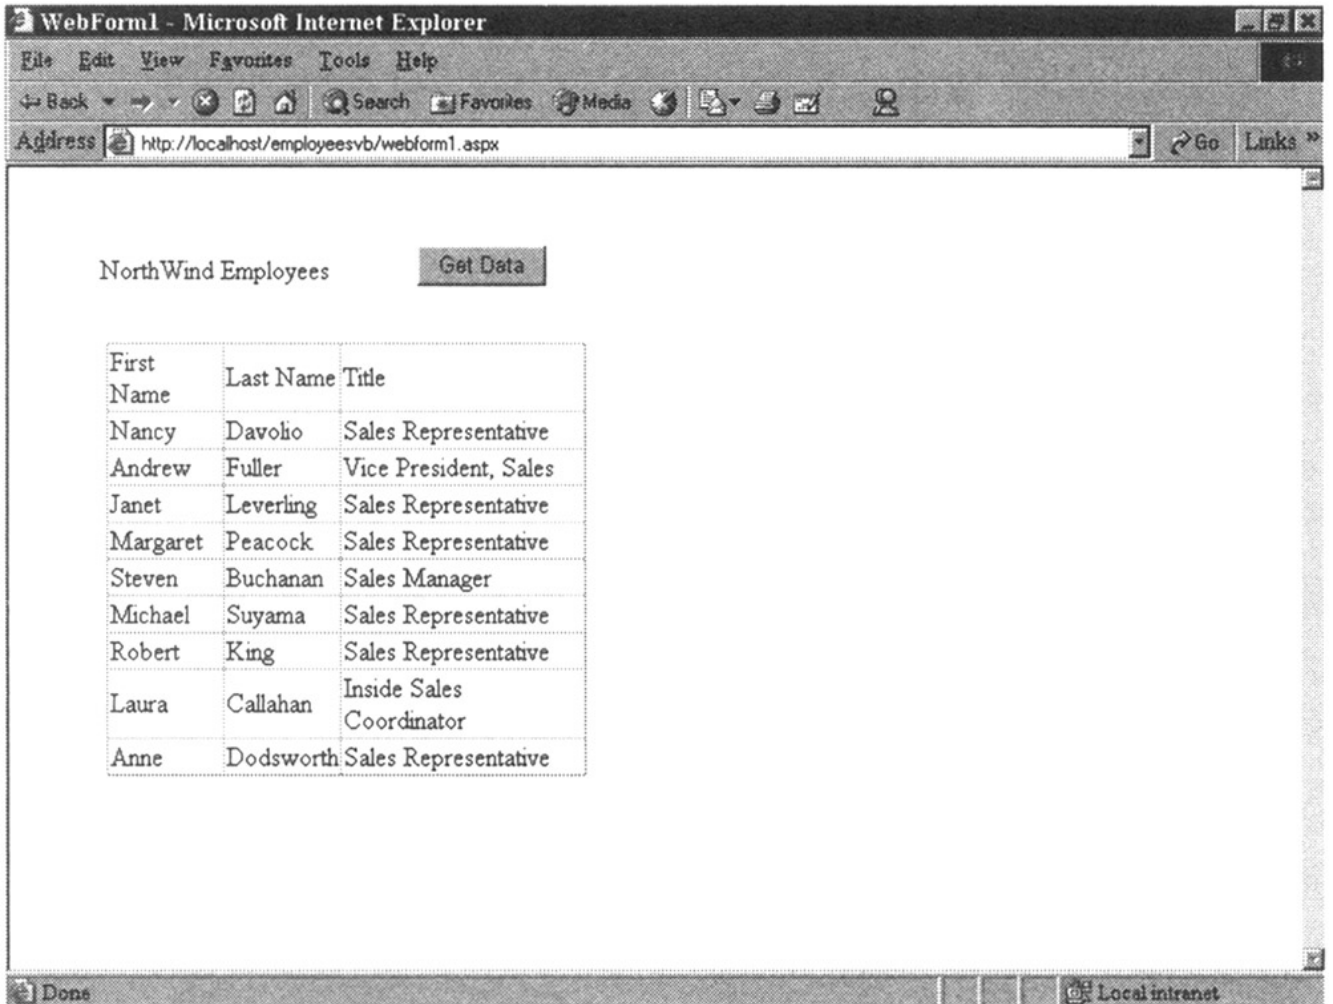 WebForm1 - Microsoft Internet Explorer
File Edit View Favorites Tools Help
Back Search Favorites Media
Address http://localhost/employeesvb/webform1.aspx Go Links »
NorthWind Employees Get Data
First
Name Last Name Title
Nancy Davolio Sales Representative
Andrew Fuller Vice President, Sales
Janet Leverling Sales Representative
Margaret Peacock Sales Representative
Steven Buchanan Sales Manager
Michael Suyama Sales Representative
Robert King Sales Representative
Laura Callahan Inside Sales
Coordinator
Anne Dodsworth Sales Representative
Done Local intranet